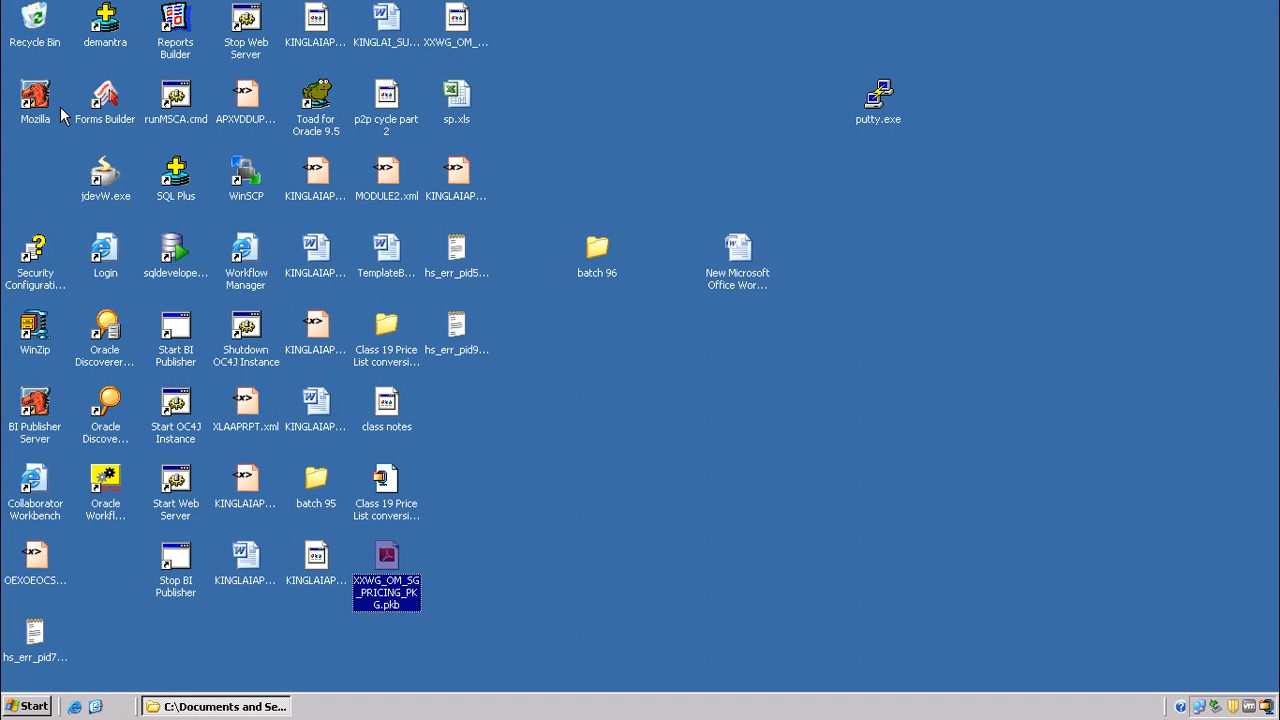 Recycle Bin
demantra
Reports
Builder
Stop Web
Server
KINGLAIAP...
KINGLAI_SU...
XXWG_OM_...
Mozilla
Forms Builder
runMSCA.cmd
APXVDDUP...
Toad for
Oracle 9.5
p2p cycle part
2
sp.xls
putty.exe
jdevW.exe
SQL Plus
WinSCP
KINGLAIAP...
MODULE2.xml
KINGLAIAP...
Security
Configurati...
Login
sqldevelope...
Workflow
Manager
KINGLAIAP...
TemplateB...
hs_err_pid5...
batch 96
New Microsoft
Office Wor...
WinZip
Oracle
Discoverer...
Start BI
Publisher
Shutdown
OC4J Instance
KINGLAIAP...
Class 19 Price
List conversi...
hs_err_pid9...
BI Publisher
Server
Oracle
Discove...
Start OC4J
Instance
XLAAPRPT.xml
KINGLAIAP...
class notes
Collaborator
Workbench
Oracle
Workfl...
Start Web
Server
KINGLAIAP...
batch 95
Class 19 Price
List conversi...
OEXOEOCS...
Stop BI
Publisher
KINGLAIAP...
KINGLAIAP...
XXWG_OM_SG
_PRICING_PK
G.pkb
hs_err_pid7...
Start
C:\Documents and Se...